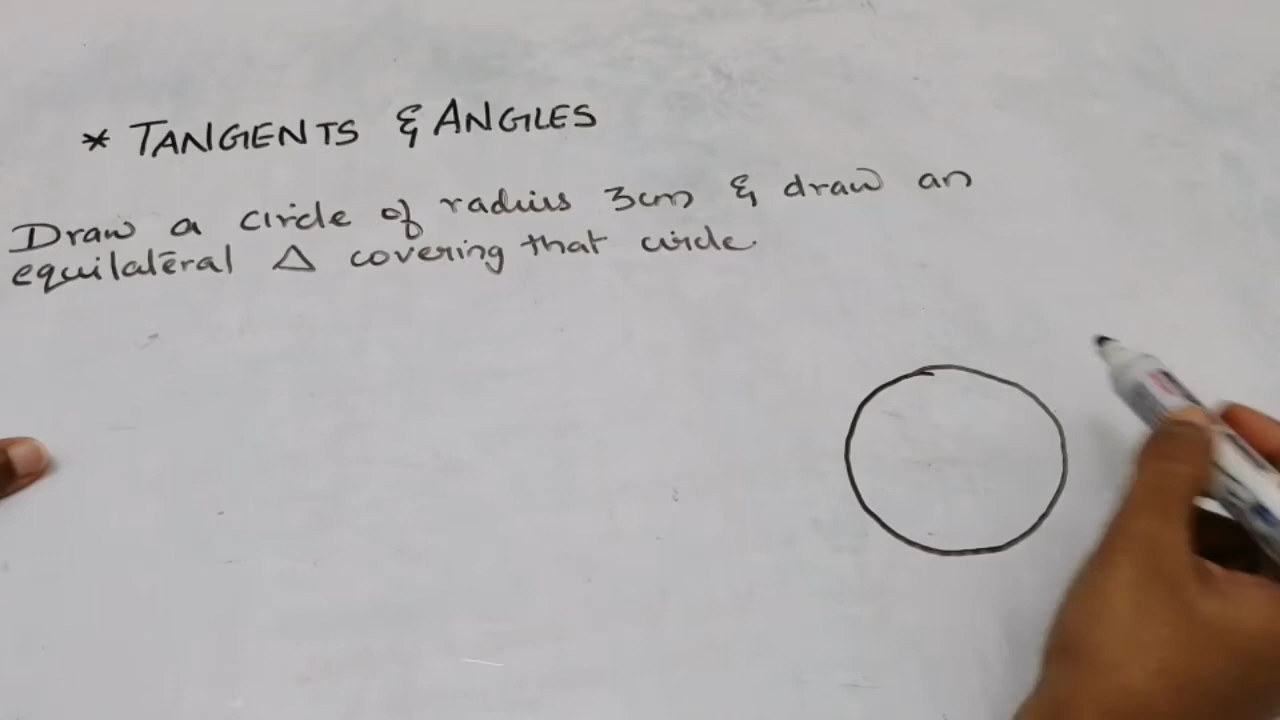 * TANGENTS & ANGLES
Draw a circle of radius 3cm & draw an
equilateral △ covering that circle.